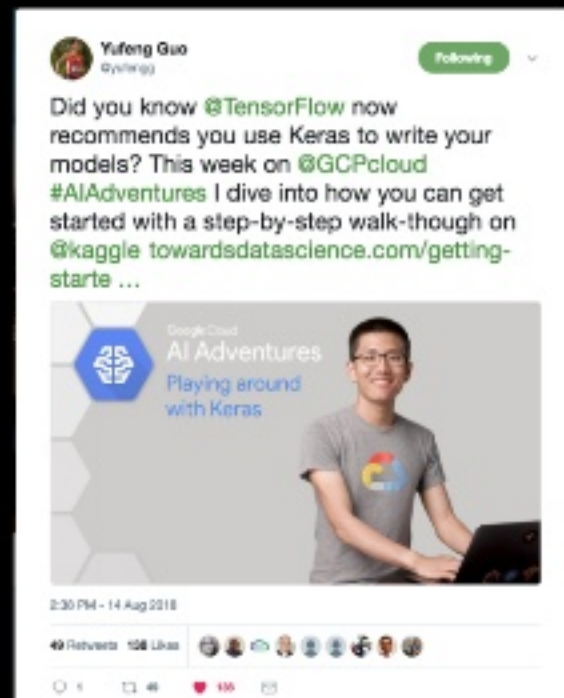 Yufeng Guo
@yufengg
Following
Did you know @TensorFlow now
recommends you use Keras to write your
models? This week on @GCPcloud
#AIAdventures I dive into how you can get
started with a step-by-step walk-though on
@kaggle towardsdatascience.com/getting-
starte ...
Google Cloud
AI Adventures
Playing around
with Keras
2:30 PM - 14 Aug 2018
49 Retweets 136 Likes
1 49 136